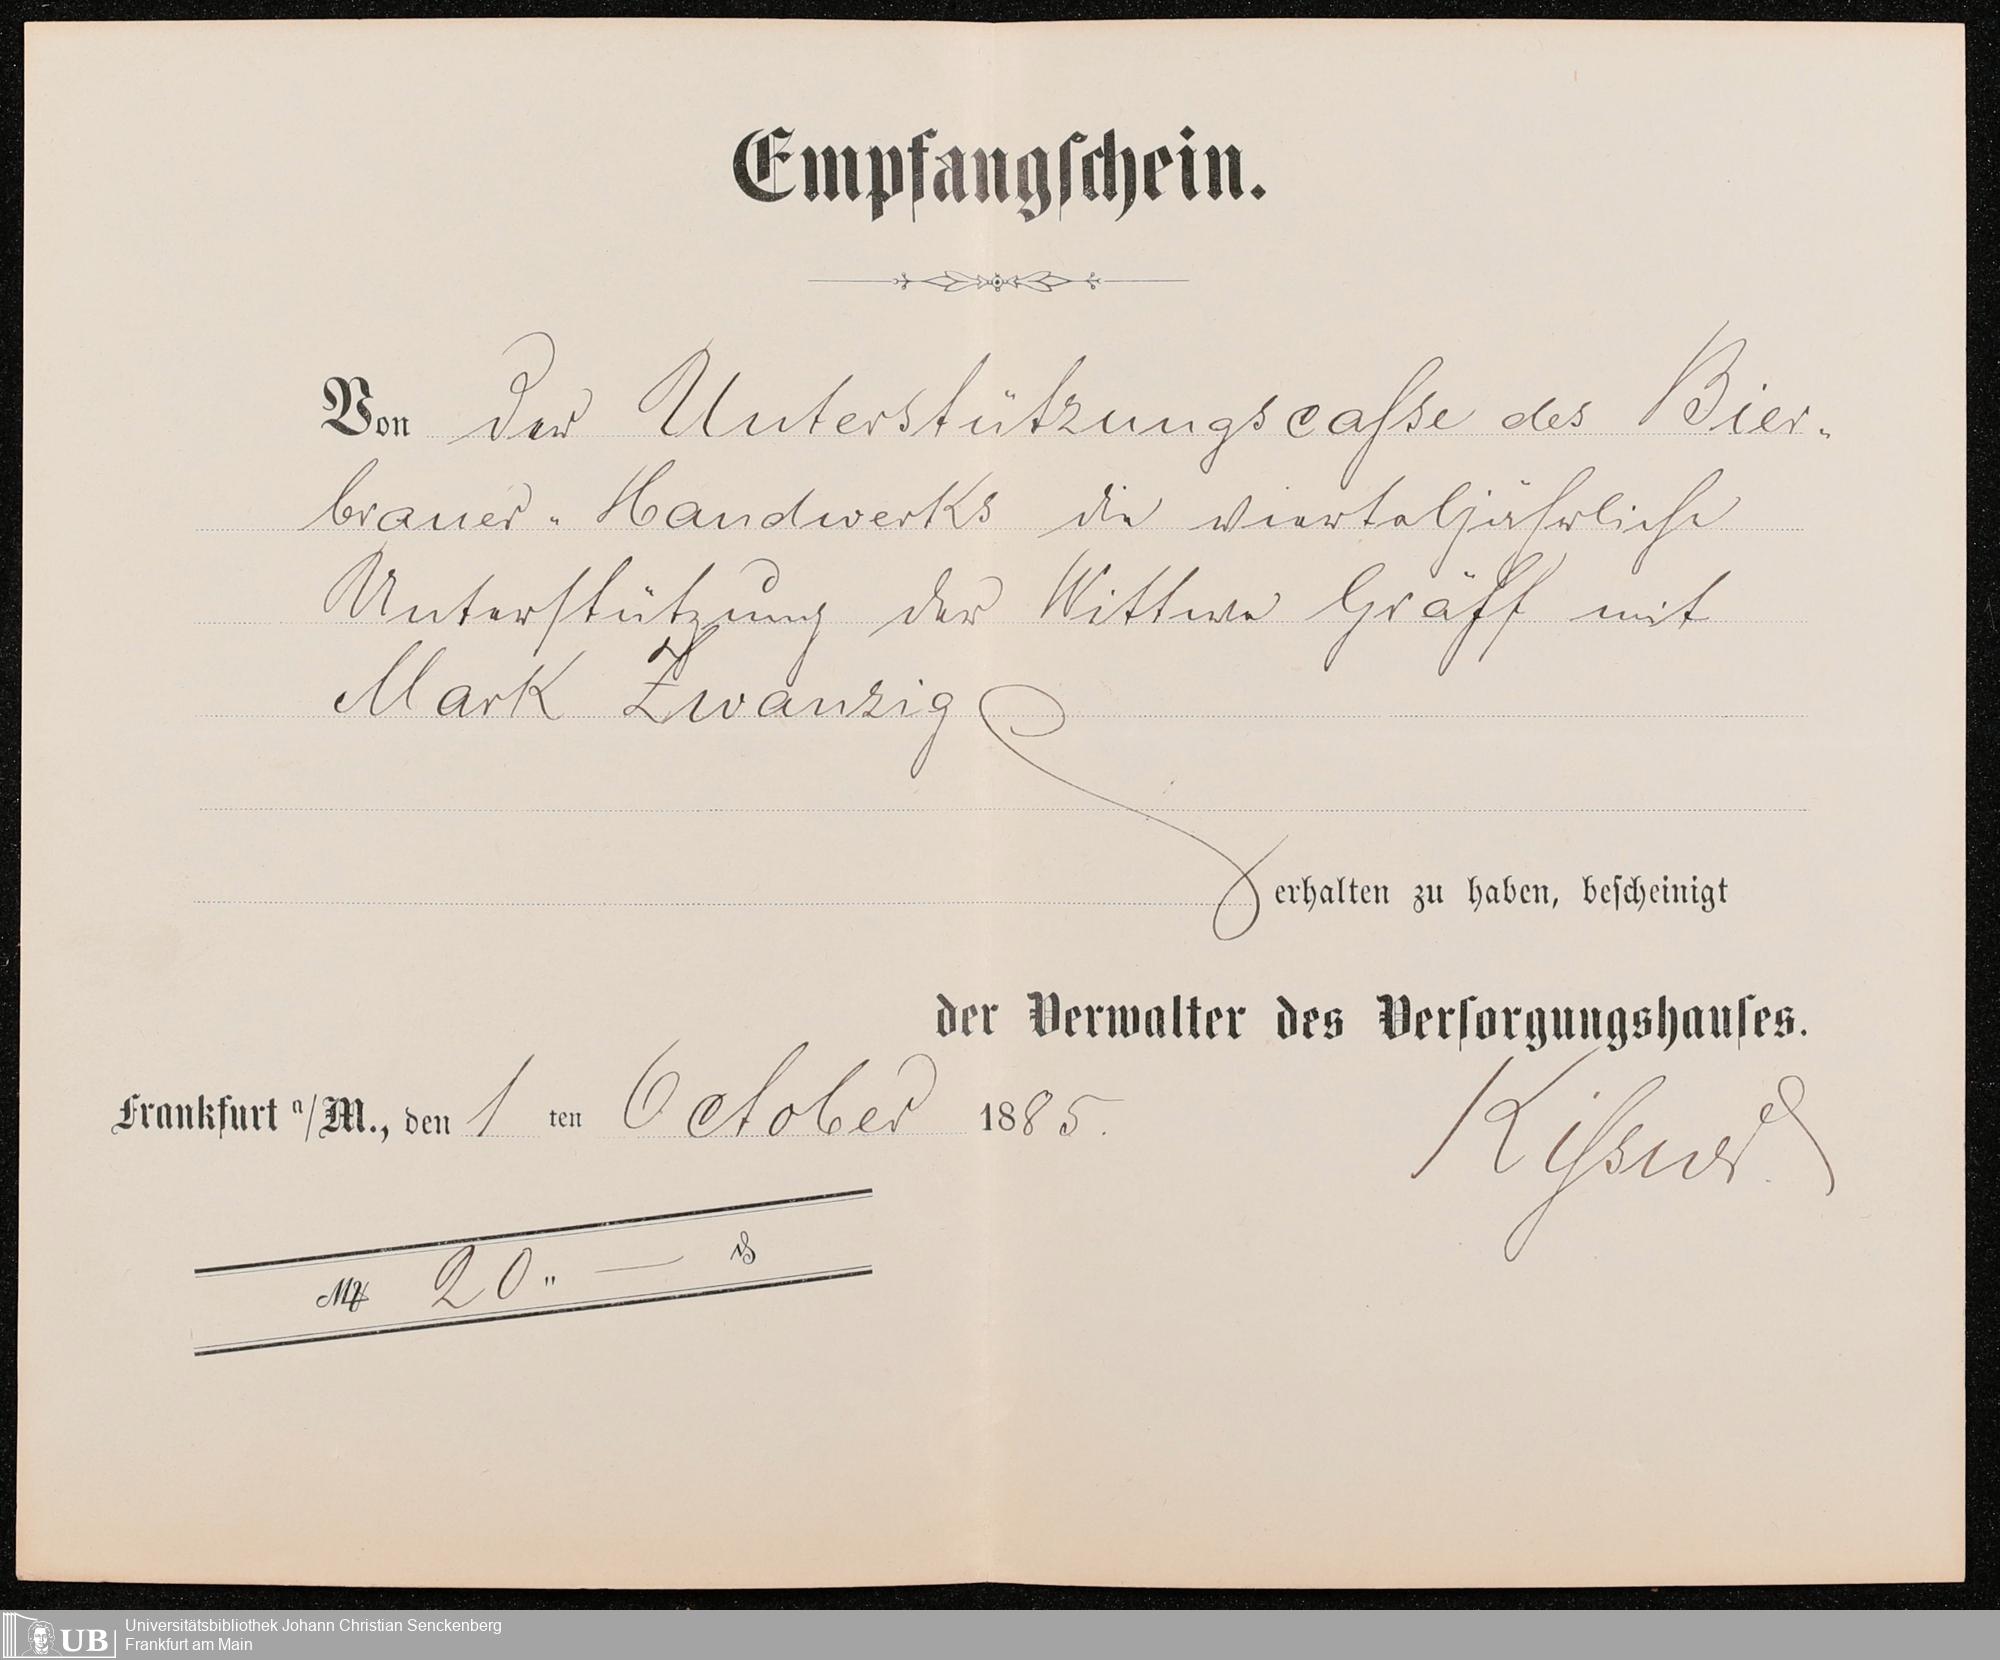 Empfangschein.
Von der Unterstützungscasse des Bier-
brauer-Handwerks die vierteljährliche
Unterstützung der Wittwe Gräff mit
Mark Zwanzig
erhalten zu haben, bescheinigt
der Verwalter des Versorgungshauses.
Frankfurt a/M., den 1 ten October 1885.
Kissner
M 20 " — ₰
UB Universitätsbibliothek Johann Christian Senckenberg
Frankfurt am Main